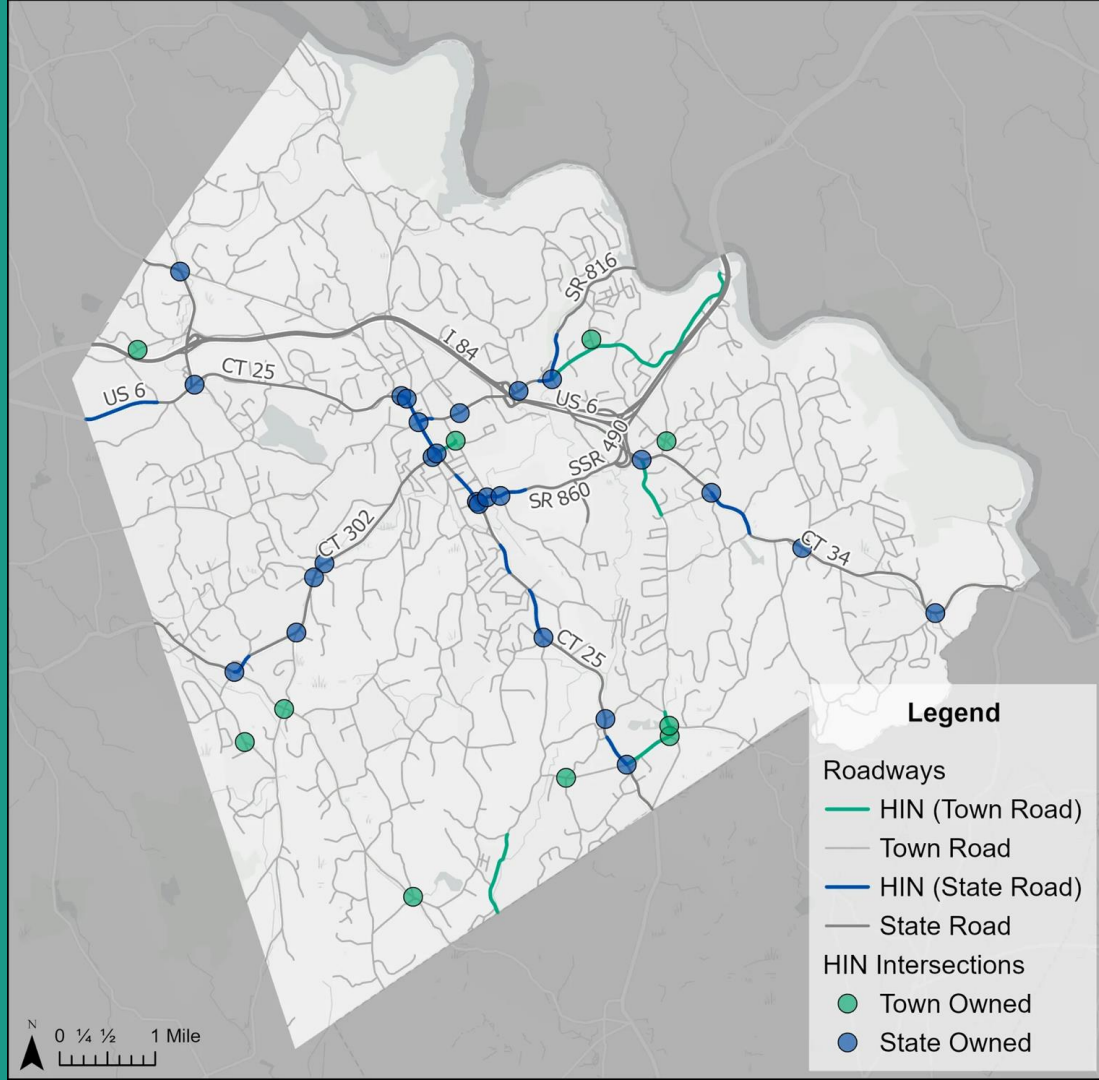 SR 816
I 84
CT 25
US 6
US 6
SSR 490
SR 860
CT 302
CT 34
CT 25
Legend
Roadways
HIN (Town Road)
Town Road
HIN (State Road)
State Road
HIN Intersections
Town Owned
State Owned
N
0 ¼ ½ 1 Mile